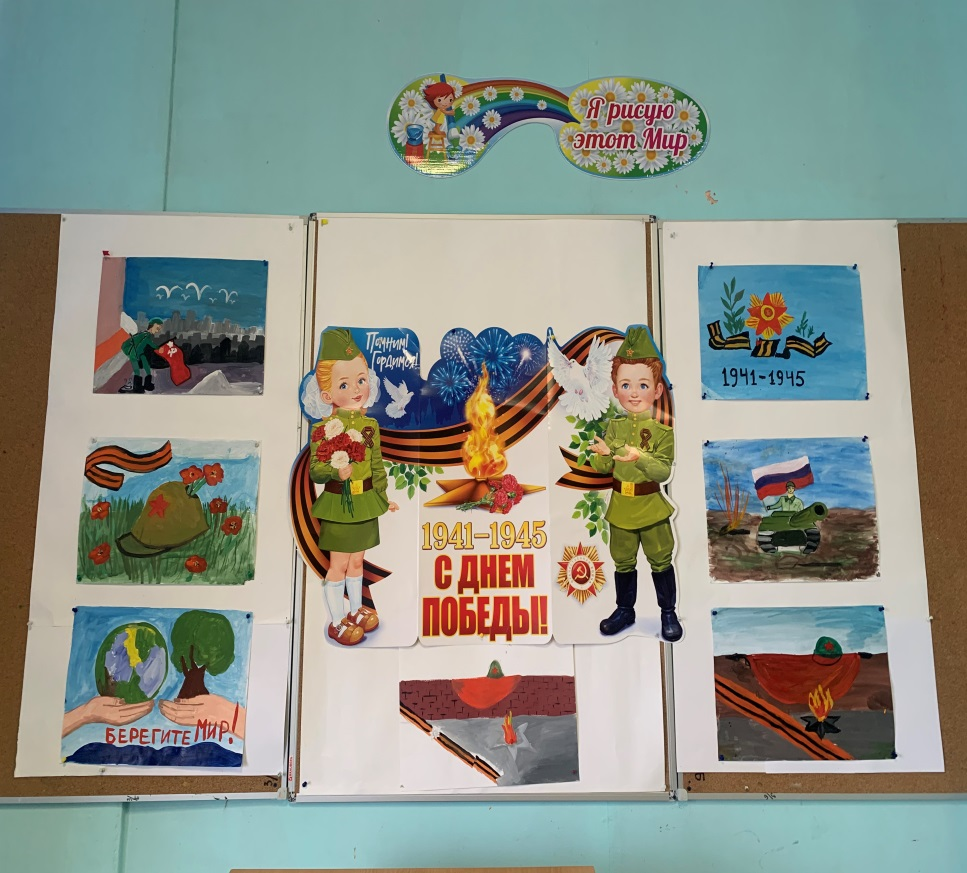 Я рисую
этот Мир
Помним!
Гордимся!
1941-1945
С ДНЕМ
ПОБЕДЫ!
1941-1945
БЕРЕГИТЕ МИР!